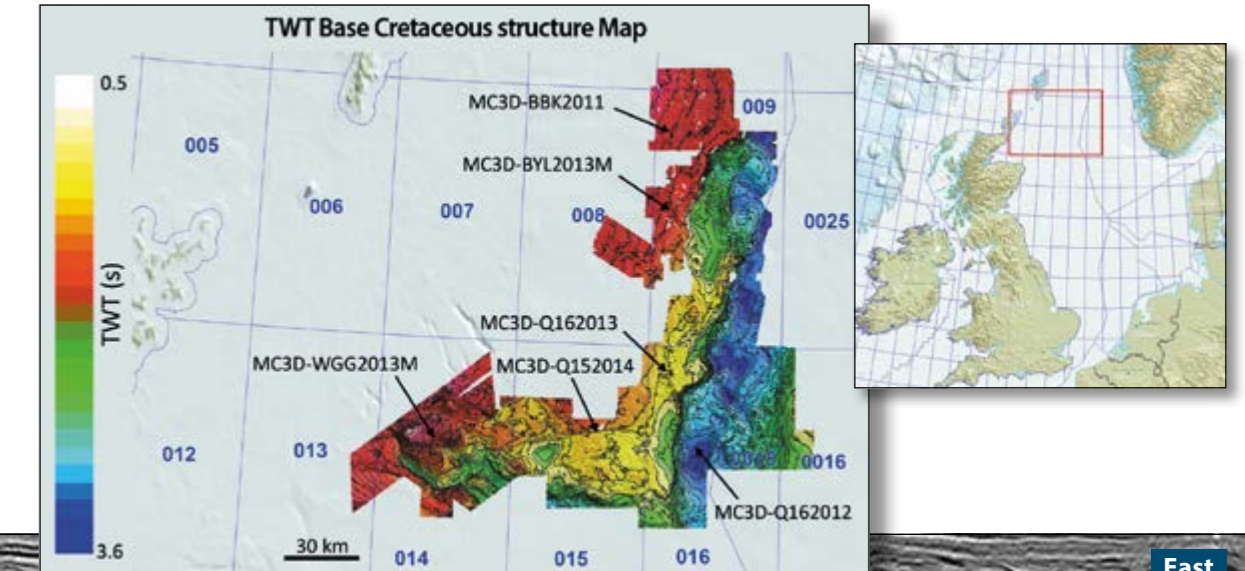 TWT Base Cretaceous structure Map
0.5
TWT (s)
3.6
MC3D-BBK2011
009
005
MC3D-BYL2013M
006
007
008
0025
MC3D-Q162013
MC3D-WGG2013M
MC3D-Q152014
012
013
0016
MC3D-Q162012
30 km
014
015
016
East